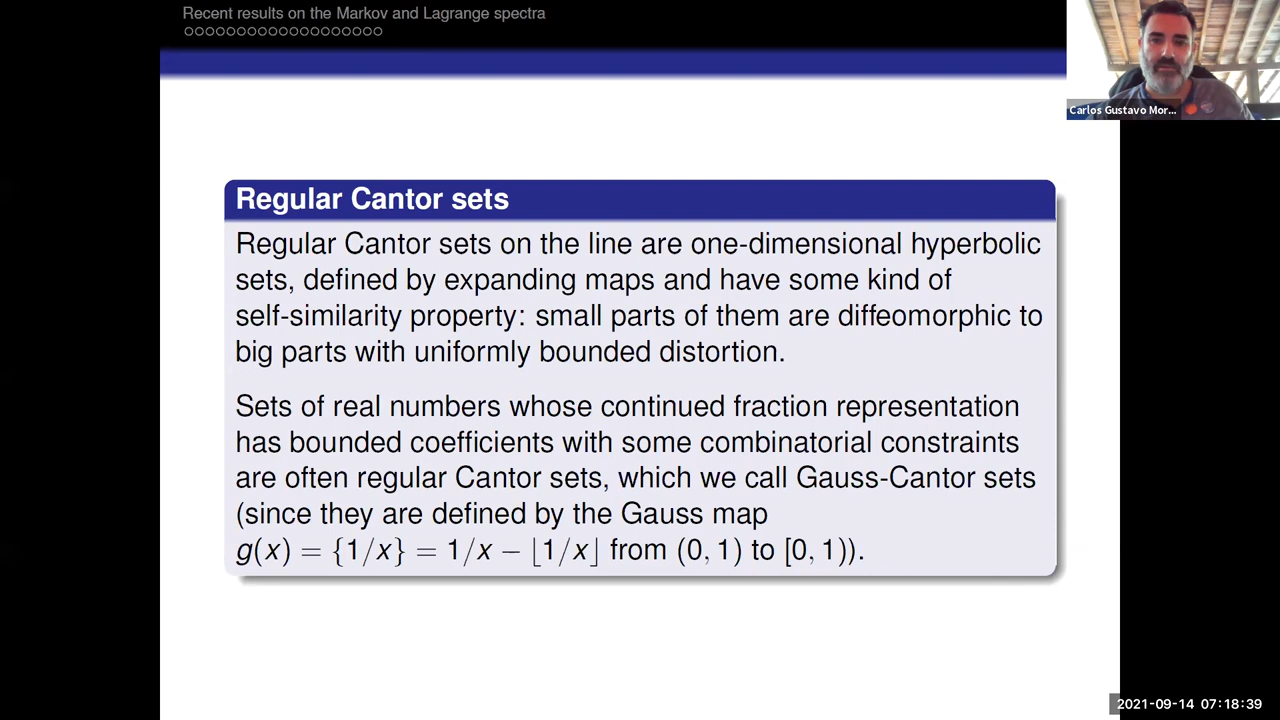 Recent results on the Markov and Lagrange spectra
Carlos Gustavo Mor...
Regular Cantor sets
Regular Cantor sets on the line are one-dimensional hyperbolic
sets, defined by expanding maps and have some kind of
self-similarity property: small parts of them are diffeomorphic to
big parts with uniformly bounded distortion.
Sets of real numbers whose continued fraction representation
has bounded coefficients with some combinatorial constraints
are often regular Cantor sets, which we call Gauss-Cantor sets
(since they are defined by the Gauss map
g(x) = {1/x} = 1/x − ⌊1/x⌋ from (0, 1) to [0, 1)).
2021-09-14 07:18:39